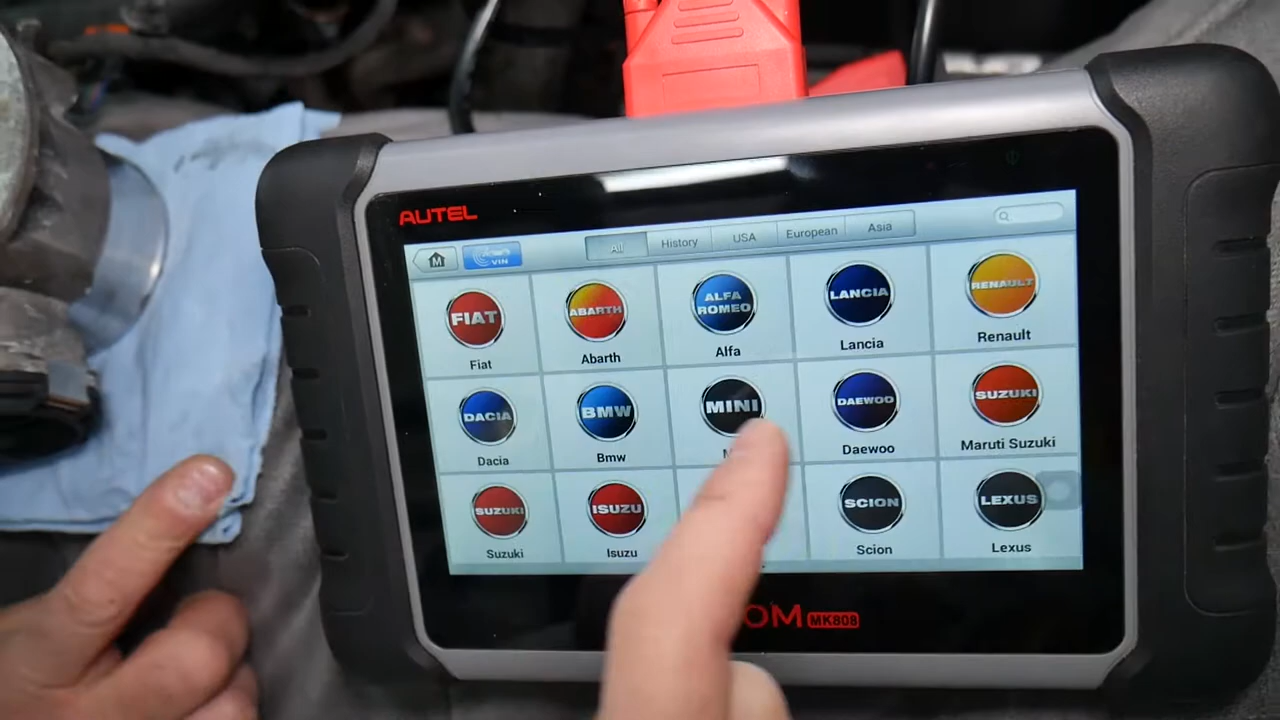 AUTEL
M
VIN
All
History
USA
European
Asia
FIAT
Fiat
ABARTH
Abarth
ALFA
ROMEO
Alfa
LANCIA
Lancia
RENAULT
Renault
DACIA
Dacia
BMW
Bmw
MINI
DAEWOO
Daewoo
SUZUKI
Maruti Suzuki
SUZUKI
Suzuki
ISUZU
Isuzu
SCION
Scion
LEXUS
Lexus
OM MK808